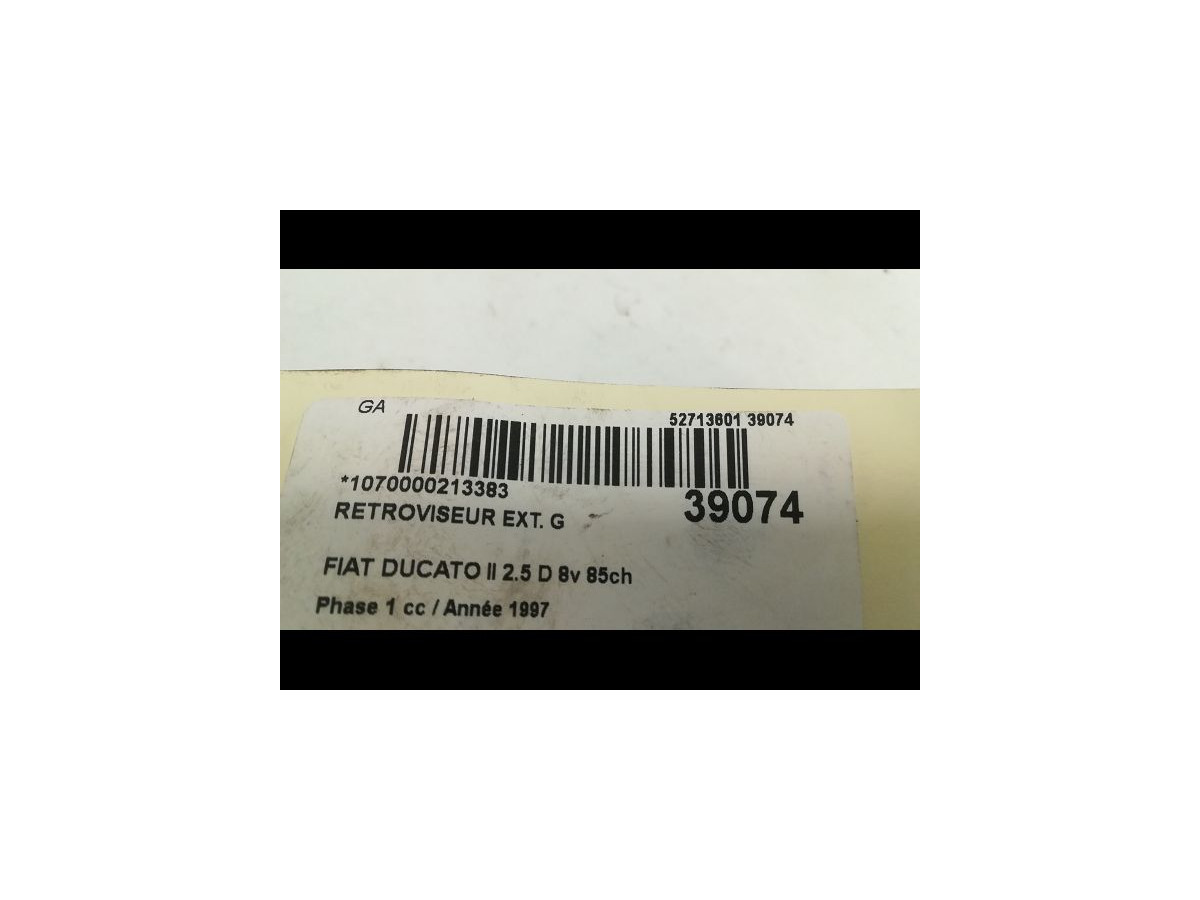 GA
52713601 39074
*1070000213383
39074
RETROVISEUR EXT. G
FIAT DUCATO II 2.5 D 8v 85ch
Phase 1 cc / Année 1997